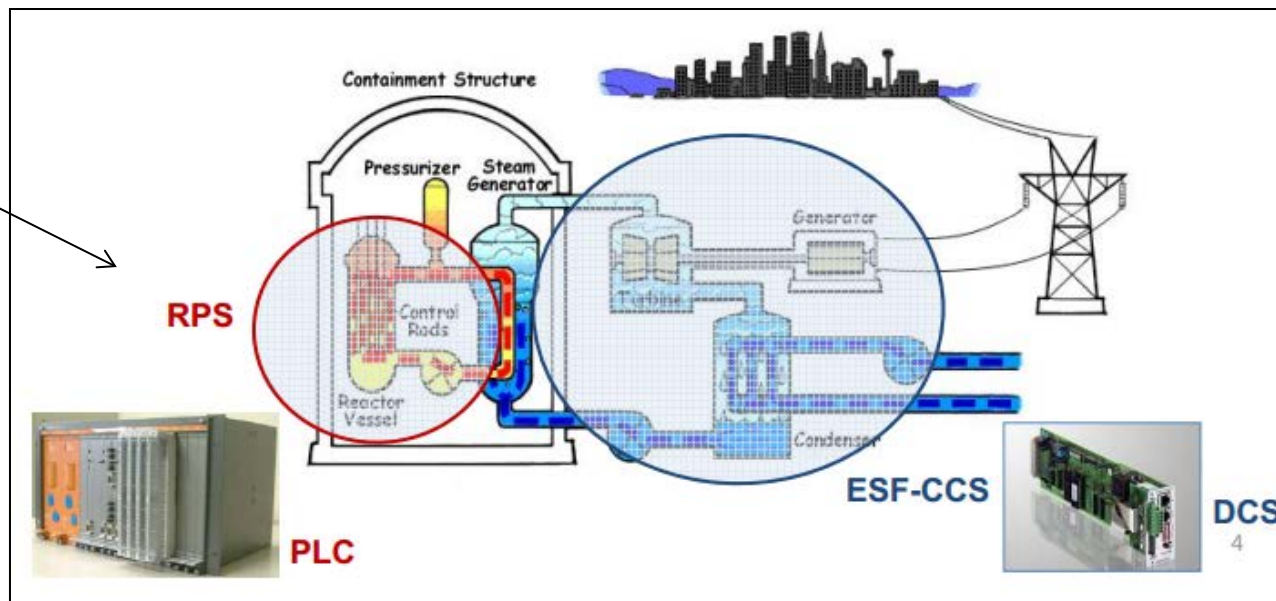 Containment Structure
Pressurizer
Steam
Generator
Generator
Turbine
RPS
Control
Rods
Reactor
Vessel
Condenser
ESF-CCS
PLC
DCS
4